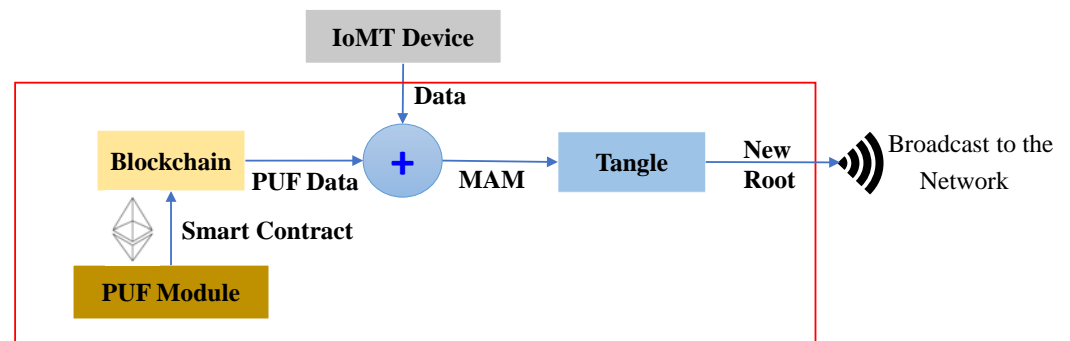 IoMT Device
Data
Blockchain
PUF Data
+
MAM
Tangle
New
Root
Broadcast to the
Network
Smart Contract
PUF Module